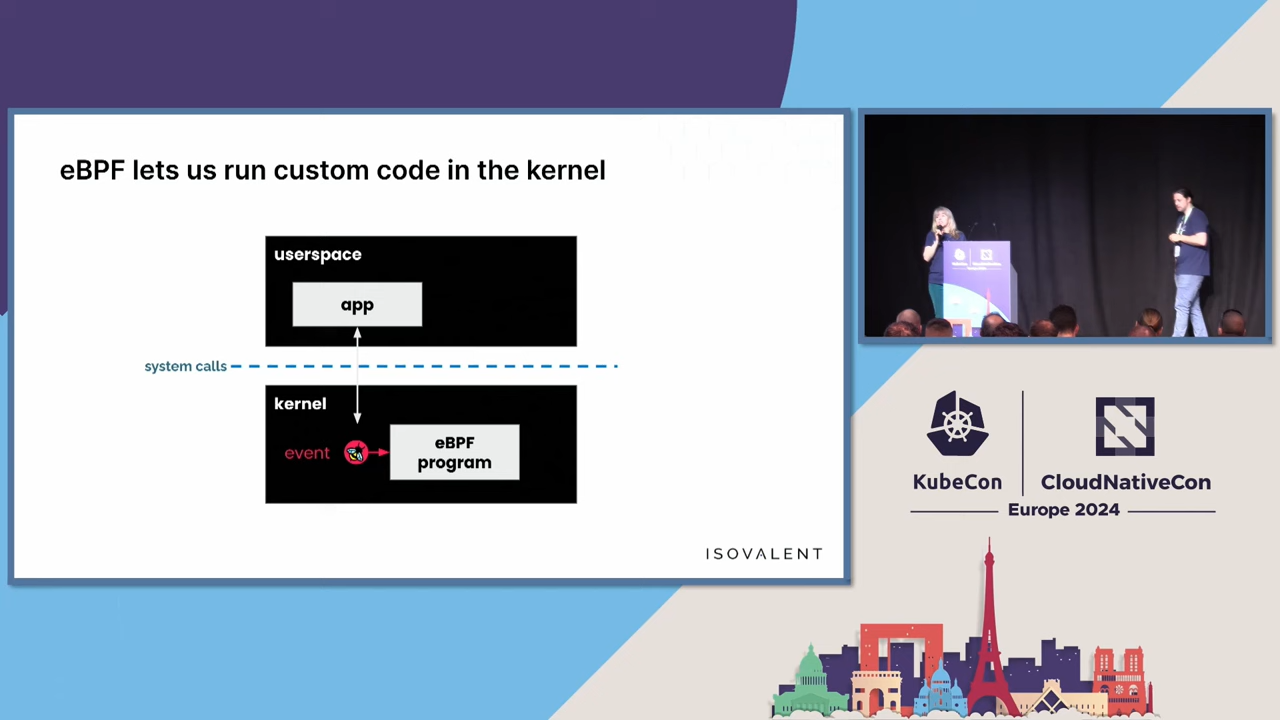 eBPF lets us run custom code in the kernel
userspace
app
system calls
kernel
event
eBPF
program
ISOVALENT
KubeCon
CloudNativeCon
Europe 2024